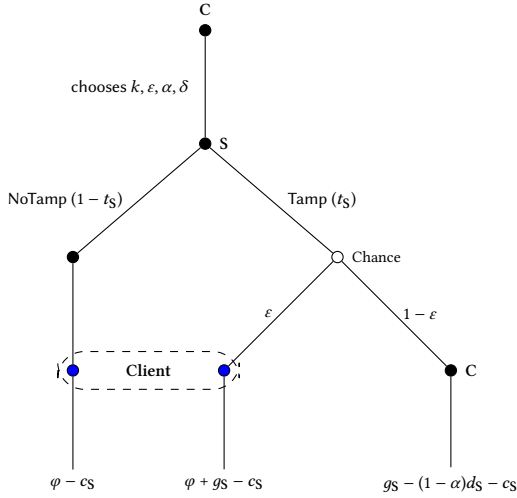 C
chooses k, ε, α, δ
S
NoTamp (1 − tS)
Tamp (tS)
Chance
ε
1 − ε
Client
C
φ − cS
φ + gS − cS
gS − (1 − α)dS − cS